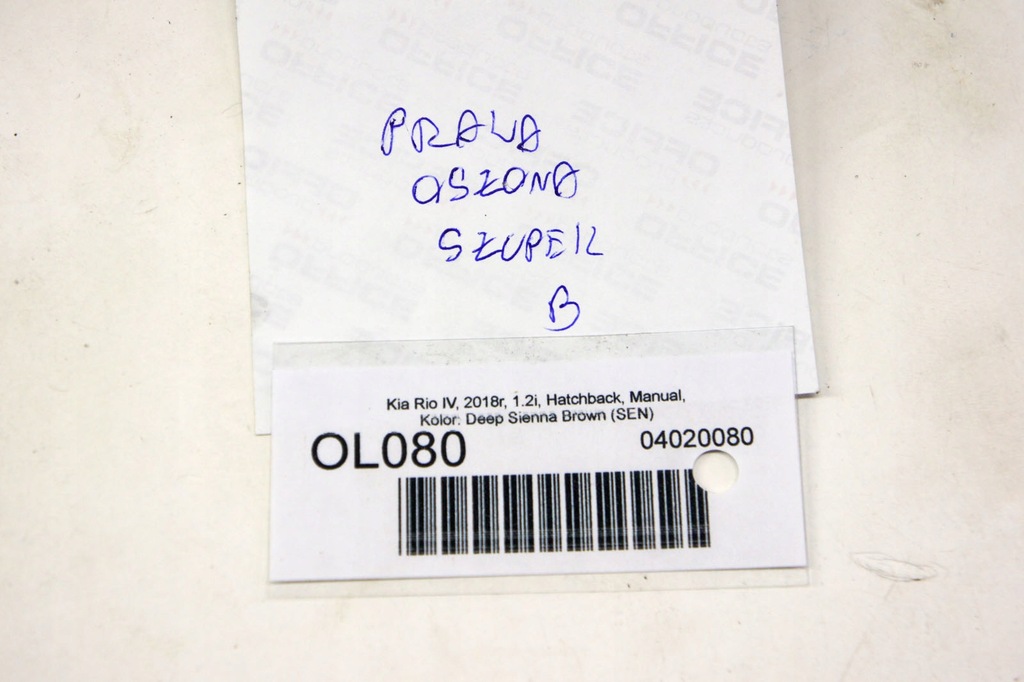 PRAWA
OSŁONA
SŁUPEK
B
Kia Rio IV, 2018r, 1.2i, Hatchback, Manual,
Kolor: Deep Sienna Brown (SEN)
OL080
04020080